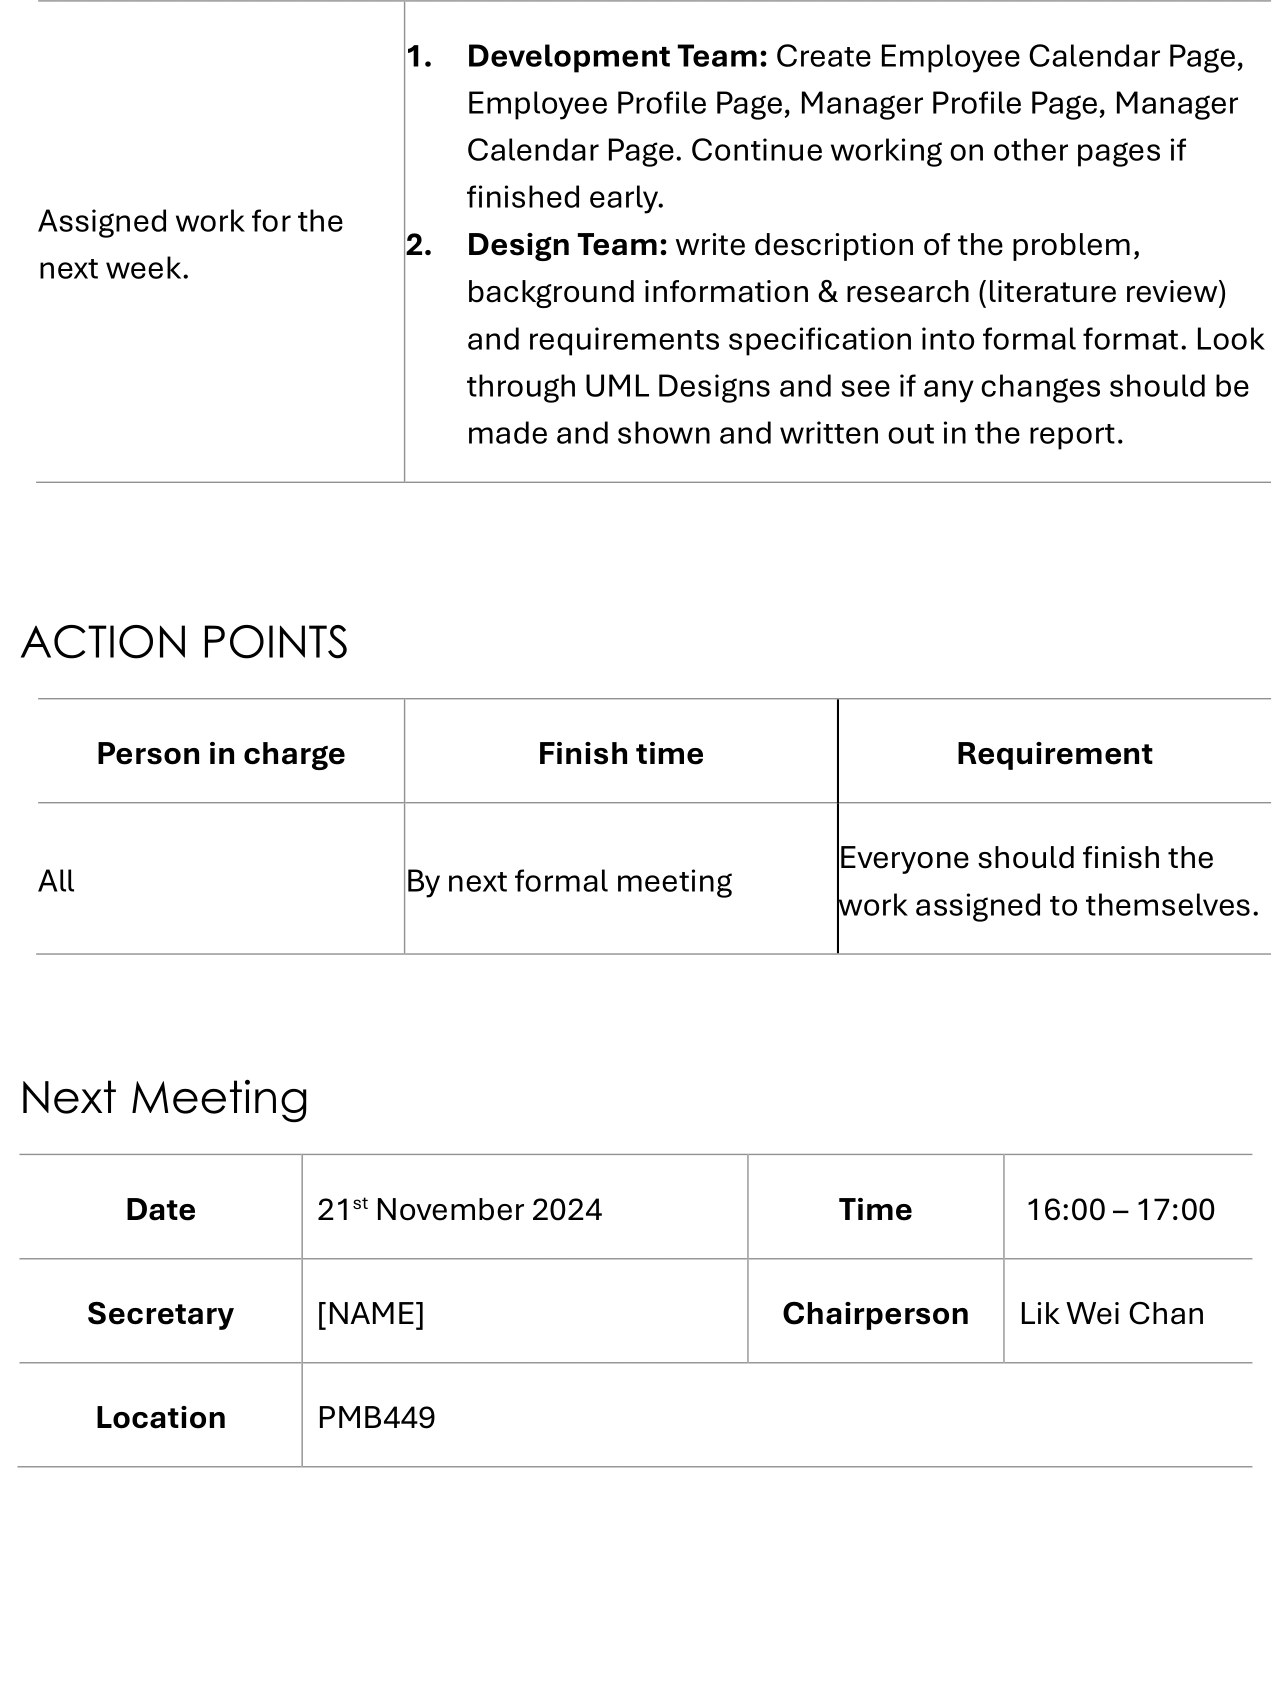 Assigned work for the
next week.
1. Development Team: Create Employee Calendar Page,
Employee Profile Page, Manager Profile Page, Manager
Calendar Page. Continue working on other pages if
finished early.
2. Design Team: write description of the problem,
background information & research (literature review)
and requirements specification into formal format. Look
through UML Designs and see if any changes should be
made and shown and written out in the report.
ACTION POINTS
Person in charge Finish time Requirement
All By next formal meeting Everyone should finish the
work assigned to themselves.
Next Meeting
Date 21st November 2024 Time 16:00 – 17:00
Secretary [NAME] Chairperson Lik Wei Chan
Location PMB449